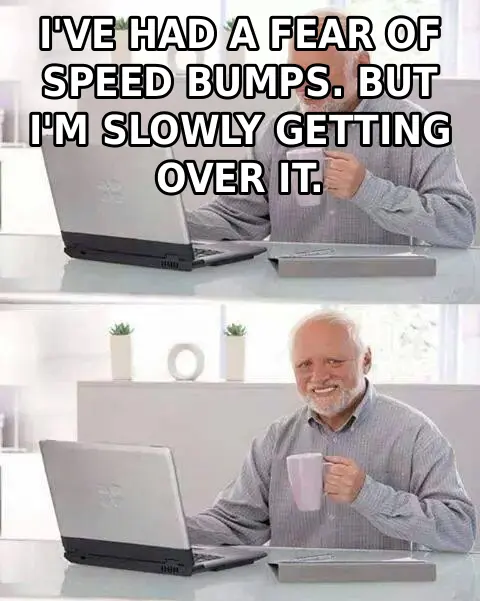 I'VE HAD A FEAR OF
SPEED BUMPS. BUT
I'M SLOWLY GETTING
OVER IT.